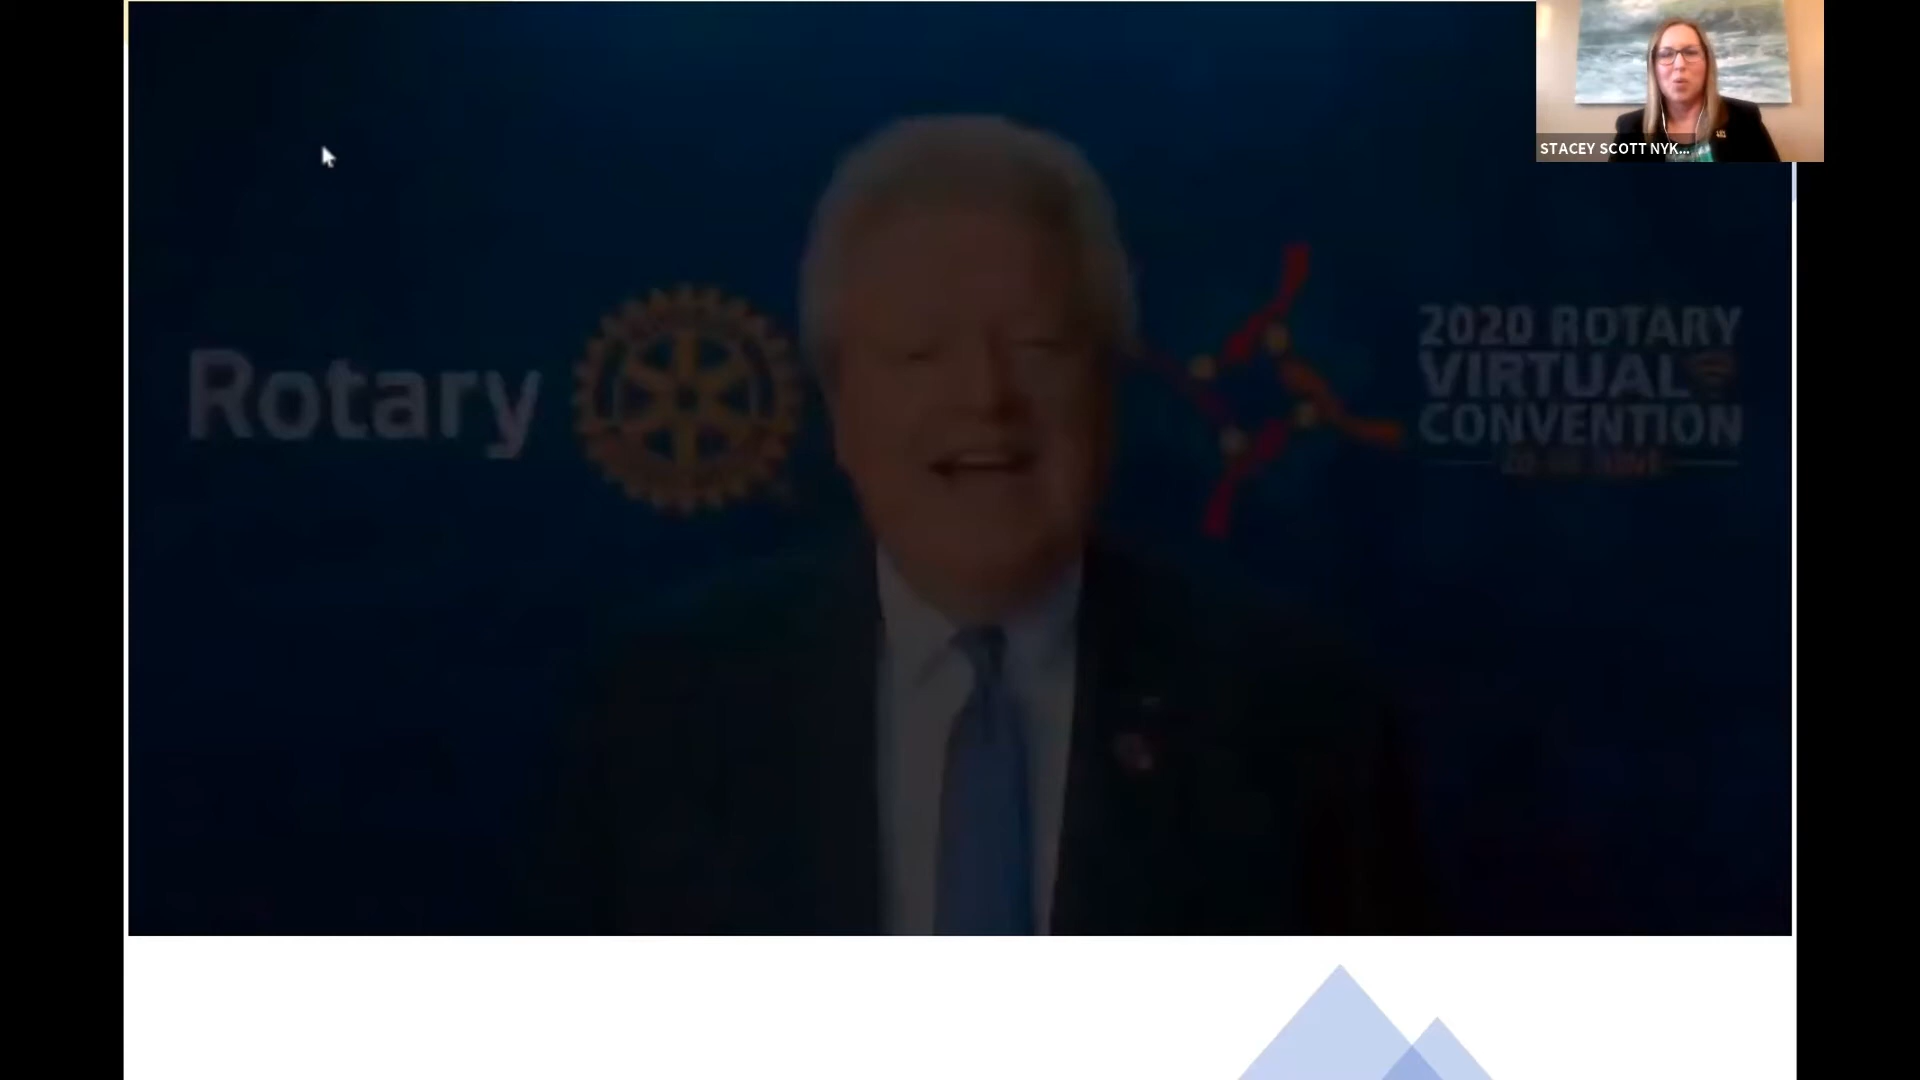 STACEY SCOTT NYK...
Rotary
2020 ROTARY
VIRTUAL
CONVENTION